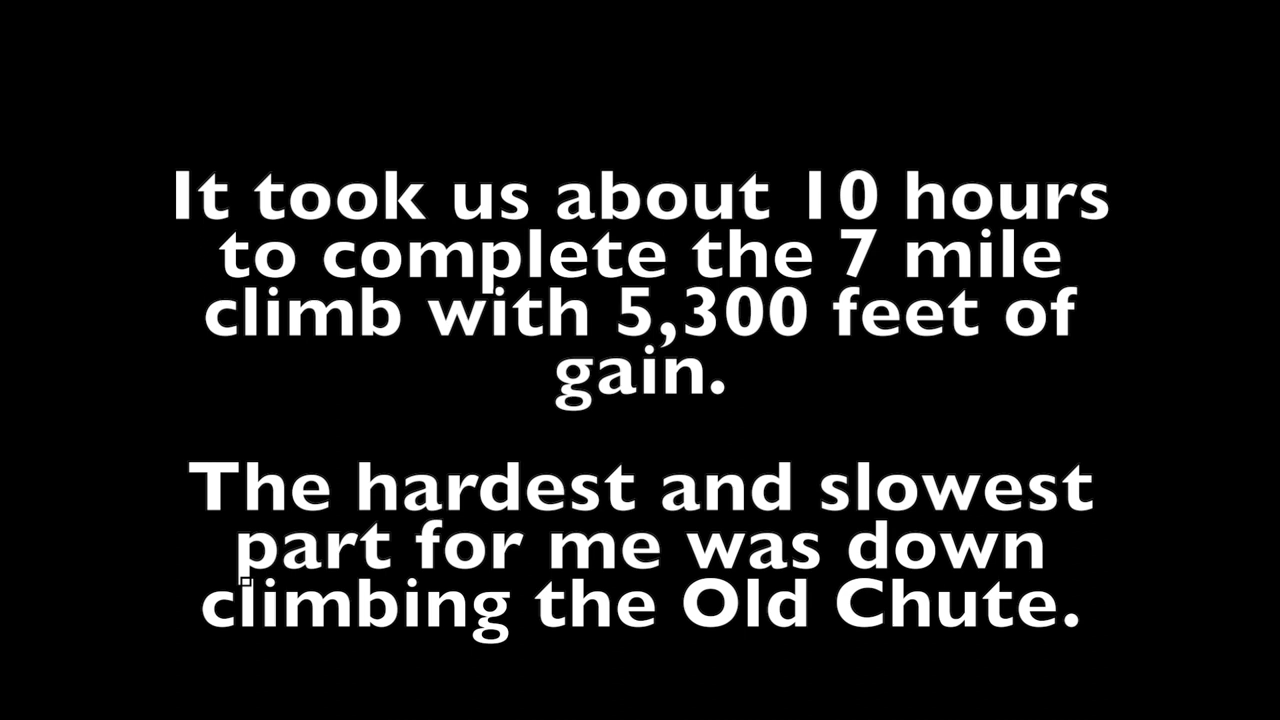 It took us about 10 hours
to complete the 7 mile
climb with 5,300 feet of
gain.
The hardest and slowest
part for me was down
climbing the Old Chute.